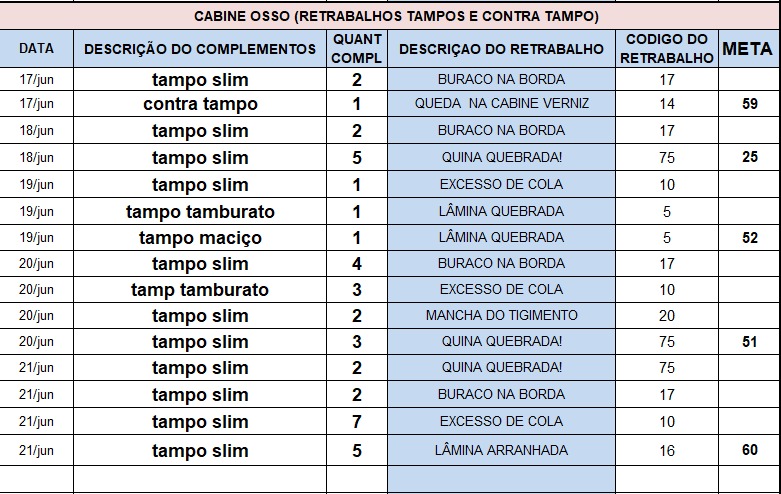 CABINE OSSO (RETRABALHOS TAMPOS E CONTRA TAMPO)
DATA DESCRIÇÃO DO COMPLEMENTOS QUANT COMPL DESCRIÇAO DO RETRABALHO CODIGO DO RETRABALHO META
17/jun tampo slim 2 BURACO NA BORDA 17
17/jun contra tampo 1 QUEDA NA CABINE VERNIZ 14 59
18/jun tampo slim 2 BURACO NA BORDA 17
18/jun tampo slim 5 QUINA QUEBRADA! 75 25
19/jun tampo slim 1 EXCESSO DE COLA 10
19/jun tampo tamburato 1 LÂMINA QUEBRADA 5
19/jun tampo maciço 1 LÂMINA QUEBRADA 5 52
20/jun tampo slim 4 BURACO NA BORDA 17
20/jun tamp tamburato 3 EXCESSO DE COLA 10
20/jun tampo slim 2 MANCHA DO TIGIMENTO 20
20/jun tampo slim 3 QUINA QUEBRADA! 75 51
21/jun tampo slim 2 QUINA QUEBRADA! 75
21/jun tampo slim 2 BURACO NA BORDA 17
21/jun tampo slim 7 EXCESSO DE COLA 10
21/jun tampo slim 5 LÂMINA ARRANHADA 16 60